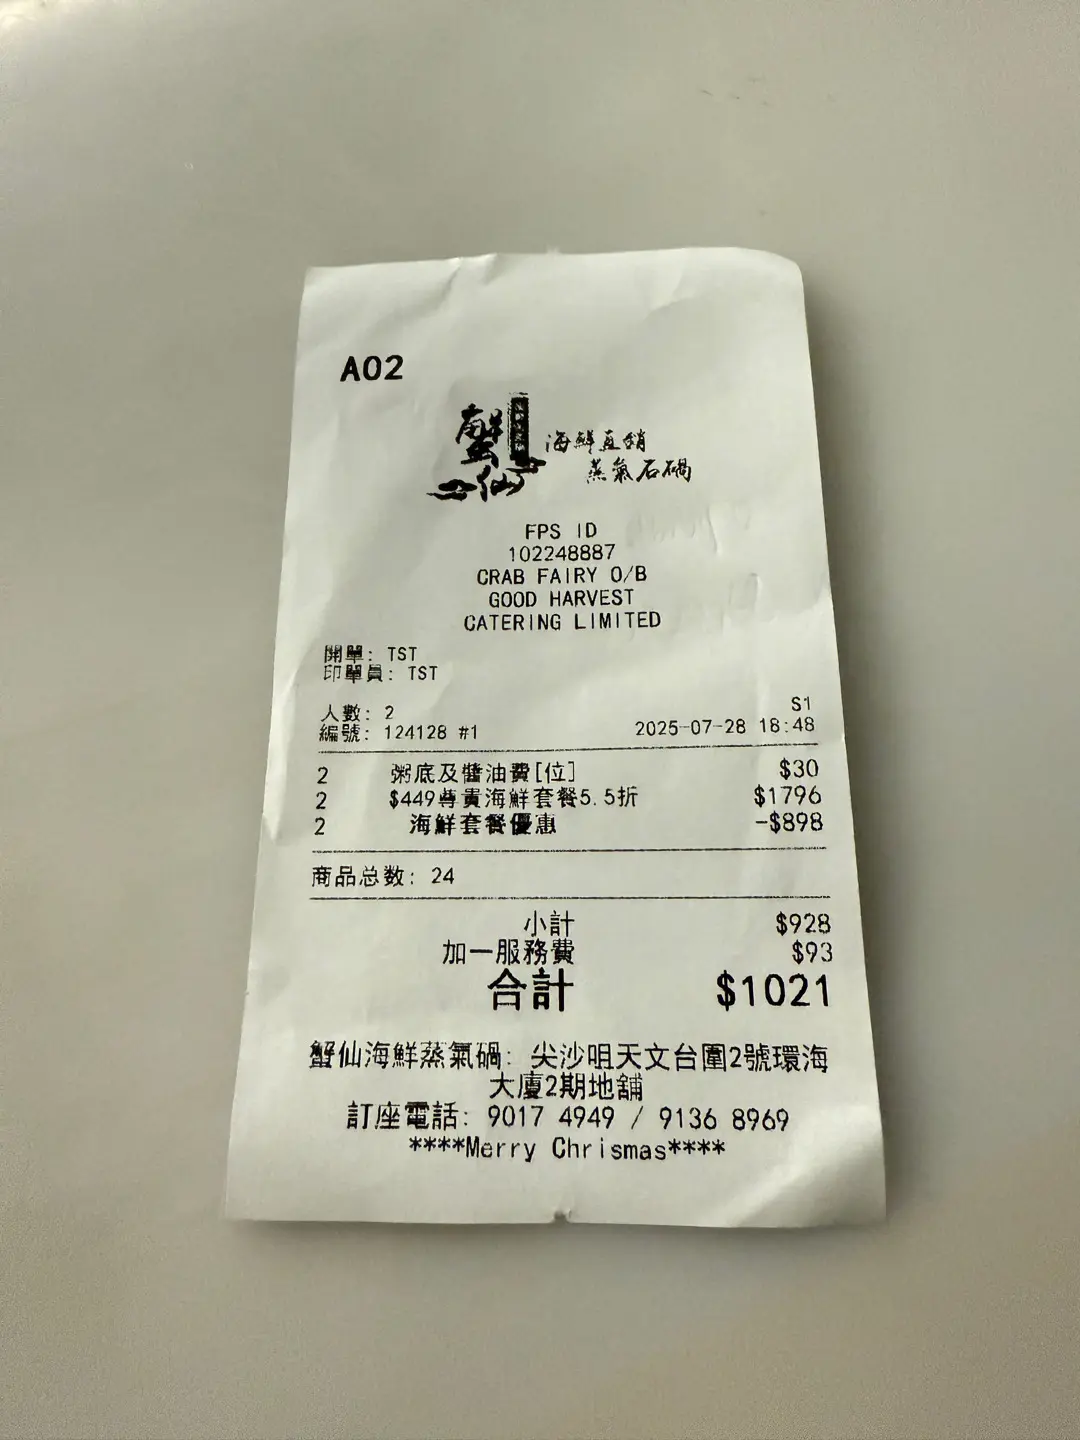 A02
蟹仙
海鮮直銷
蒸氣石鍋
FPS ID
102248887
CRAB FAIRY O/B
GOOD HARVEST
CATERING LIMITED
開單: TST
印單員: TST
人數: 2 S1
編號: 124128 #1 2025-07-28 18:48
2 粥底及醬油費[位] $30
2 $449尊貴海鮮套餐5.5折 $1796
2 海鮮套餐優惠 -$898
商品总数: 24
小計 $928
加一服務費 $93
合計 $1021
蟹仙海鮮蒸氣鍋: 尖沙咀天文台圍2號環海
大廈2期地舖
訂座電話: 9017 4949 / 9136 8969
****Merry Chrismas****